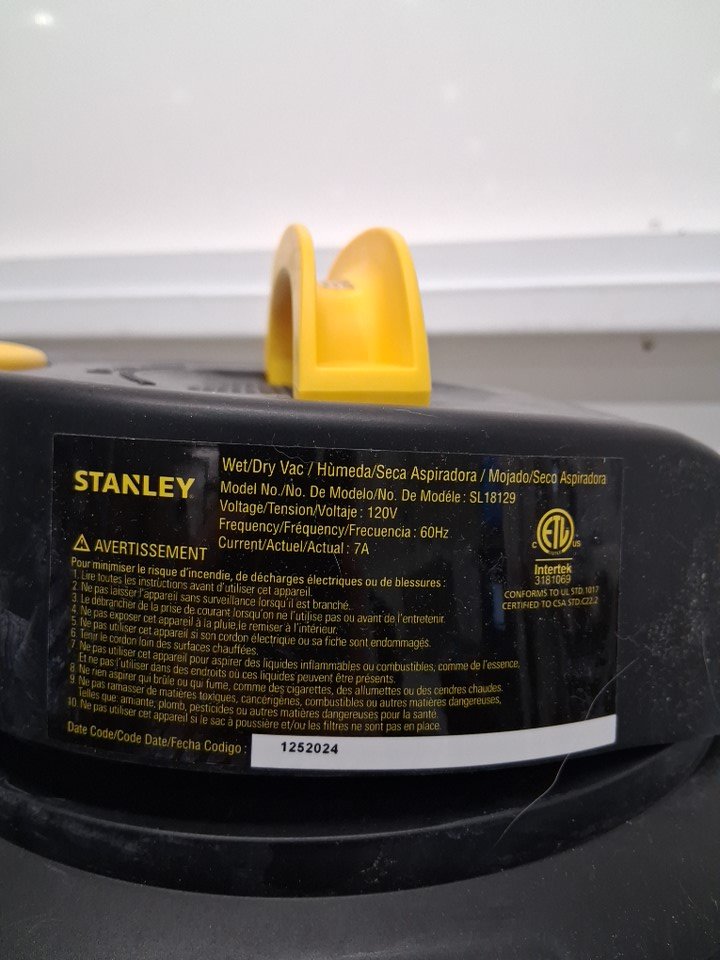 STANLEY
Wet/Dry Vac / Hùmeda/Seca Aspiradora / Mojado/Seco Aspiradora
Model No./No. De Modelo/No. De Modéle : SL18129
Voltage/Tension/Voltaje : 120V
Frequency/Fréquency/Frecuencia : 60Hz
Current/Actuel/Actual : 7A
AVERTISSEMENT
Pour minimiser le risque d'incendie, de décharges électriques ou de blessures :
1. Lire toutes les instructions avant d'utiliser cet appareil.
2. Ne pas laisser l'appareil sans surveillance lorsqu'il est branché.
3. Le débrancher de la prise de courant lorsqu'on ne l'utilise pas ou avant de l'entretenir.
4. Ne pas exposer cet appareil à la pluie,le remiser à l'intérieur.
5. Ne pas utiliser cet appareil si son cordon électrique ou sa fiche sont endommagés.
6. Tenir le cordon loin des surfaces chauffées.
7. Ne pas utiliser cet appareil pour aspirer des liquides inflammables ou combustibles, comme de l'essence,
Et ne pas l'utiliser dans des endroits où ces liquides peuvent être présents.
8. Ne rien aspirer qui brûle ou qui fume, comme des cigarettes, des allumettes ou des cendres chaudes.
9. Ne pas ramasser de matières toxiques, cancérigènes, combustibles ou autres matières dangereuses,
Telles que: amiante, plomb, pesticides ou autres matières dangereuses pour la santé.
10. Ne pas utiliser cet appareil si le sac à poussière et/ou les filtres ne sont pas en place.
C ETL US
Intertek
3181069
CONFORMS TO UL STD.1017
CERTIFIED TO CSA STD.C22.2
Date Code/Code Date/Fecha Codigo : 1252024